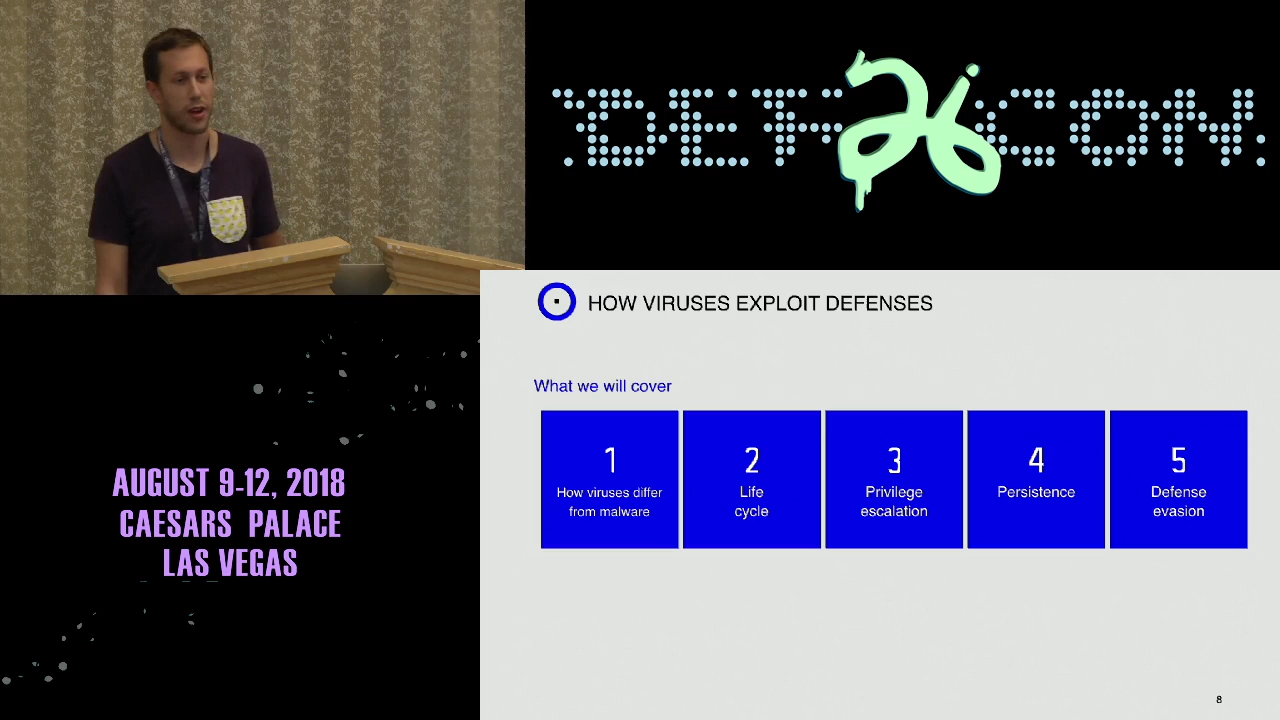 DEF 26 CON.
HOW VIRUSES EXPLOIT DEFENSES
What we will cover
1
How viruses differ
from malware
2
Life
cycle
3
Privilege
escalation
4
Persistence
5
Defense
evasion
AUGUST 9-12, 2018
CAESARS PALACE
LAS VEGAS
8